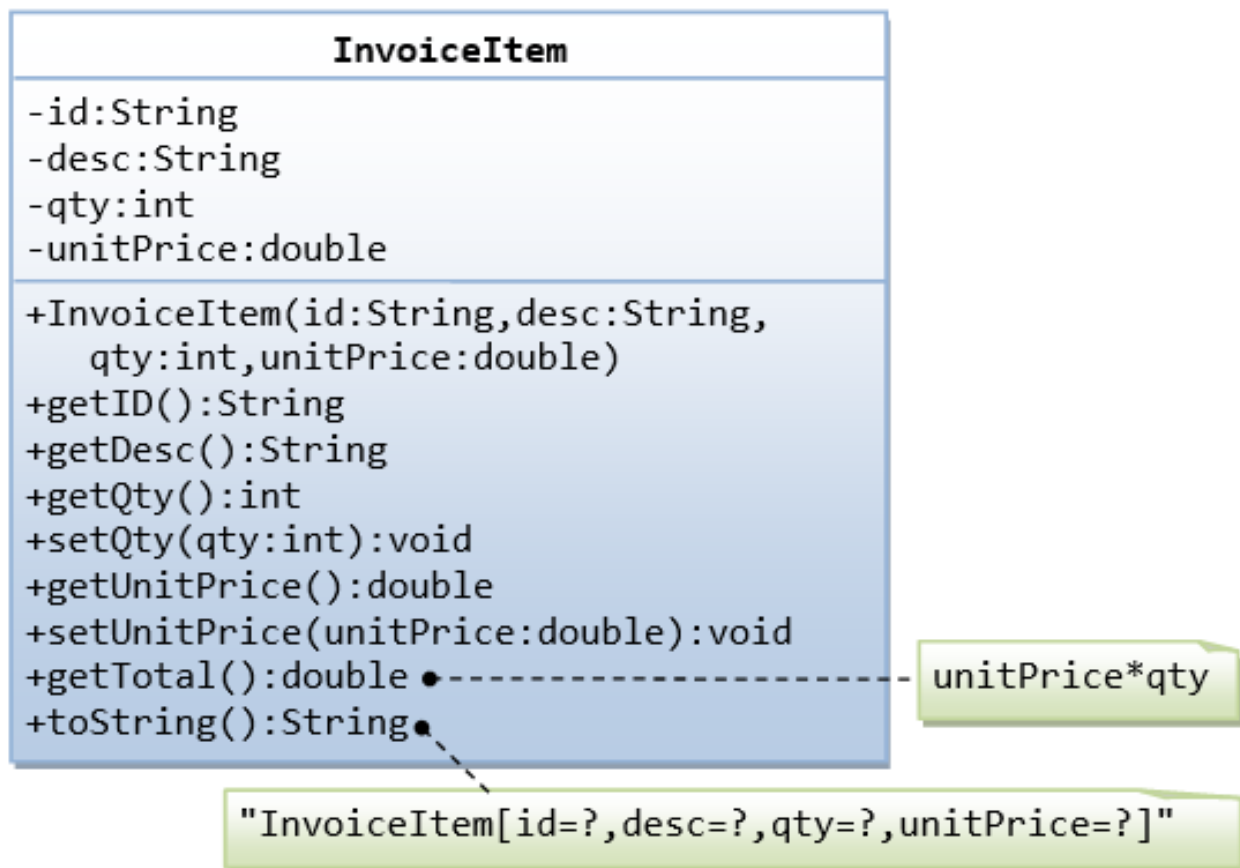 InvoiceItem
-id:String
-desc:String
-qty:int
-unitPrice:double
+InvoiceItem(id:String,desc:String,
qty:int,unitPrice:double)
+getID():String
+getDesc():String
+getQty():int
+setQty(qty:int):void
+getUnitPrice():double
+setUnitPrice(unitPrice:double):void
+getTotal():double
unitPrice*qty
+toString():String
"InvoiceItem[id=?,desc=?,qty=?,unitPrice=?]"